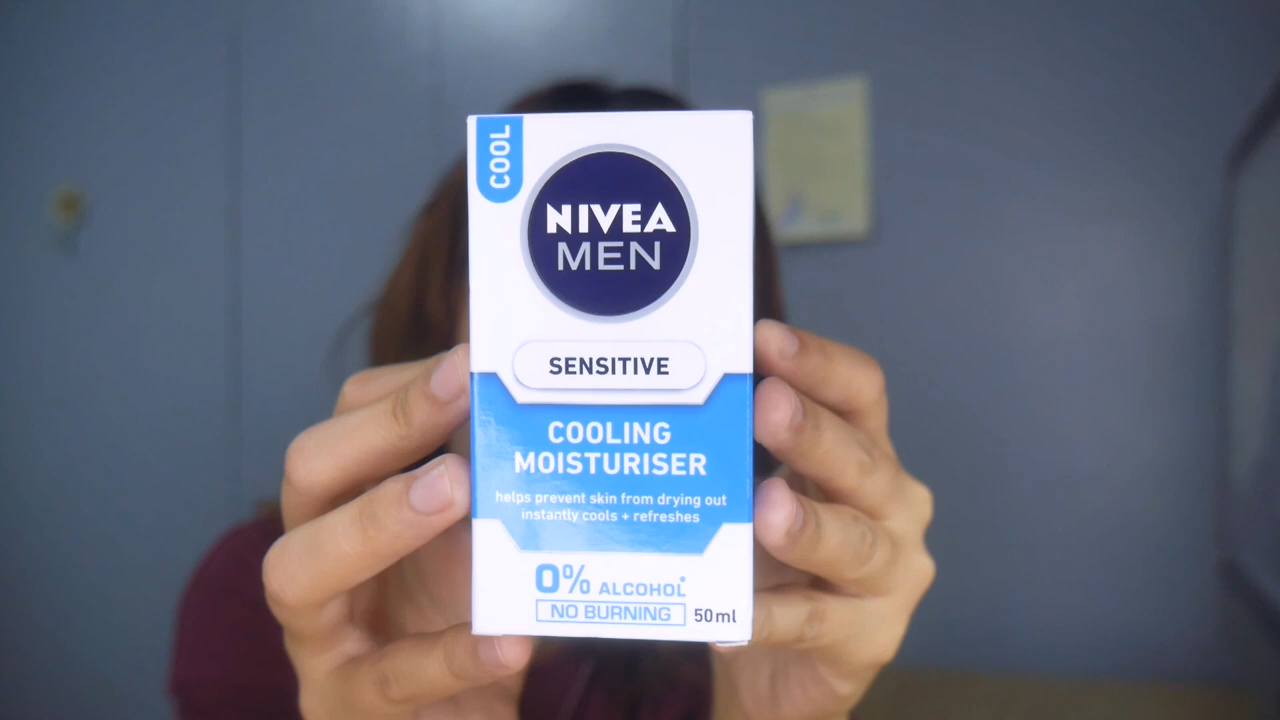 COOL
NIVEA
MEN
SENSITIVE
COOLING
MOISTURISER
helps prevent skin from drying out
instantly cools + refreshes
0% ALCOHOL*
NO BURNING
50ml